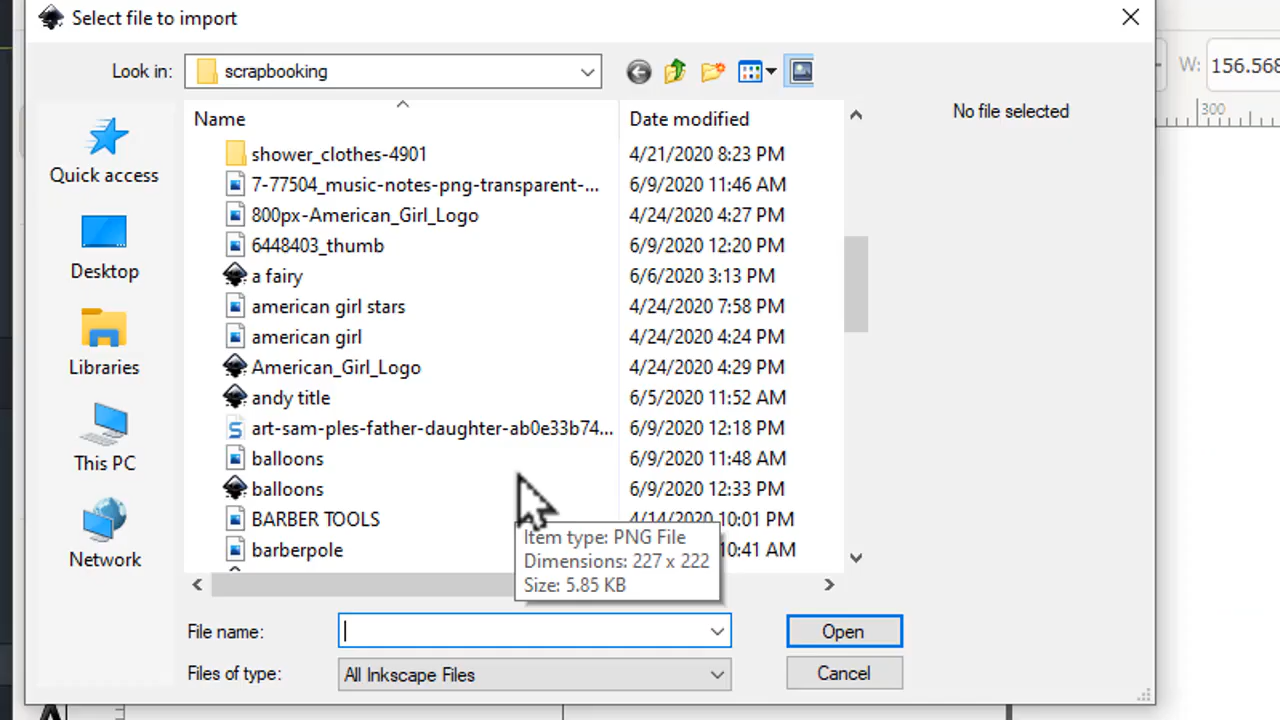 Select file to import
W: 156.568
300
Look in: scrapbooking
No file selected
Name Date modified
shower_clothes-4901 4/21/2020 8:23 PM
7-77504_music-notes-png-transparent-... 6/9/2020 11:46 AM
800px-American_Girl_Logo 4/24/2020 4:27 PM
6448403_thumb 6/9/2020 12:20 PM
a fairy 6/6/2020 3:13 PM
american girl stars 4/24/2020 7:58 PM
american girl 4/24/2020 4:24 PM
American_Girl_Logo 4/24/2020 4:29 PM
andy title 6/5/2020 11:52 AM
art-sam-ples-father-daughter-ab0e33b74... 6/9/2020 12:18 PM
balloons 6/9/2020 11:48 AM
balloons 6/9/2020 12:33 PM
BARBER TOOLS 4/14/2020 10:01 PM
barberpole 10:41 AM
Item type: PNG File
Dimensions: 227 x 222
Size: 5.85 KB
Quick access
Desktop
Libraries
This PC
Network
File name:
Open
Files of type: All Inkscape Files
Cancel